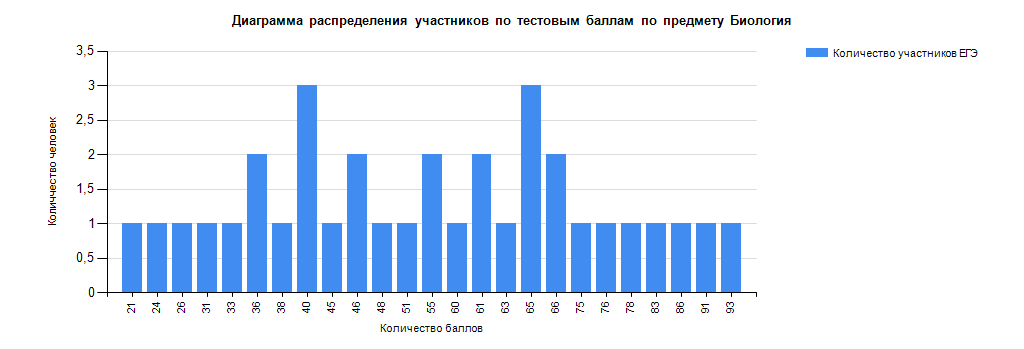 Диаграмма распределения участников по тестовым баллам по предмету Биология
Количество участников ЕГЭ
Количчество человек
3,5
3
2,5
2
1,5
1
0,5
0
21 24 26 31 33 36 38 40 45 46 48 51 55 60 61 63 65 66 75 76 78 83 86 91 93
Количество баллов